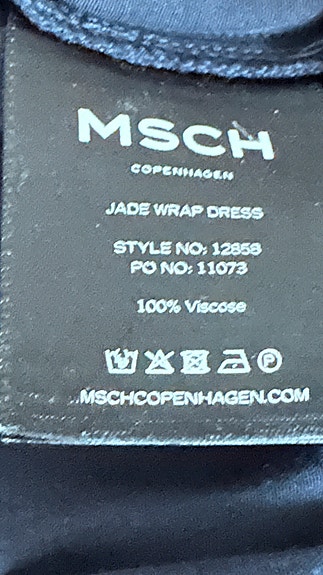 MSCH
COPENHAGEN
JADE WRAP DRESS
STYLE NO: 12858
PO NO: 11073
100% Viscose
P
MSCHCOPENHAGEN.COM